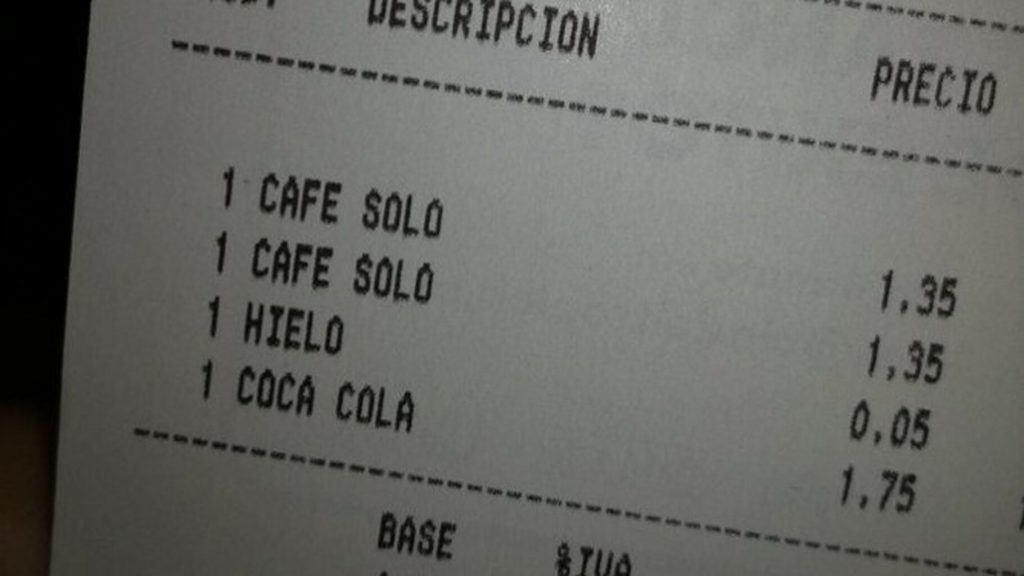 DESCRIPCION PRECIO
1 CAFE SOLO 1,35
1 CAFE SOLO 1,35
1 HIELO 0,05
1 COCA COLA 1,75
BASE %IVA